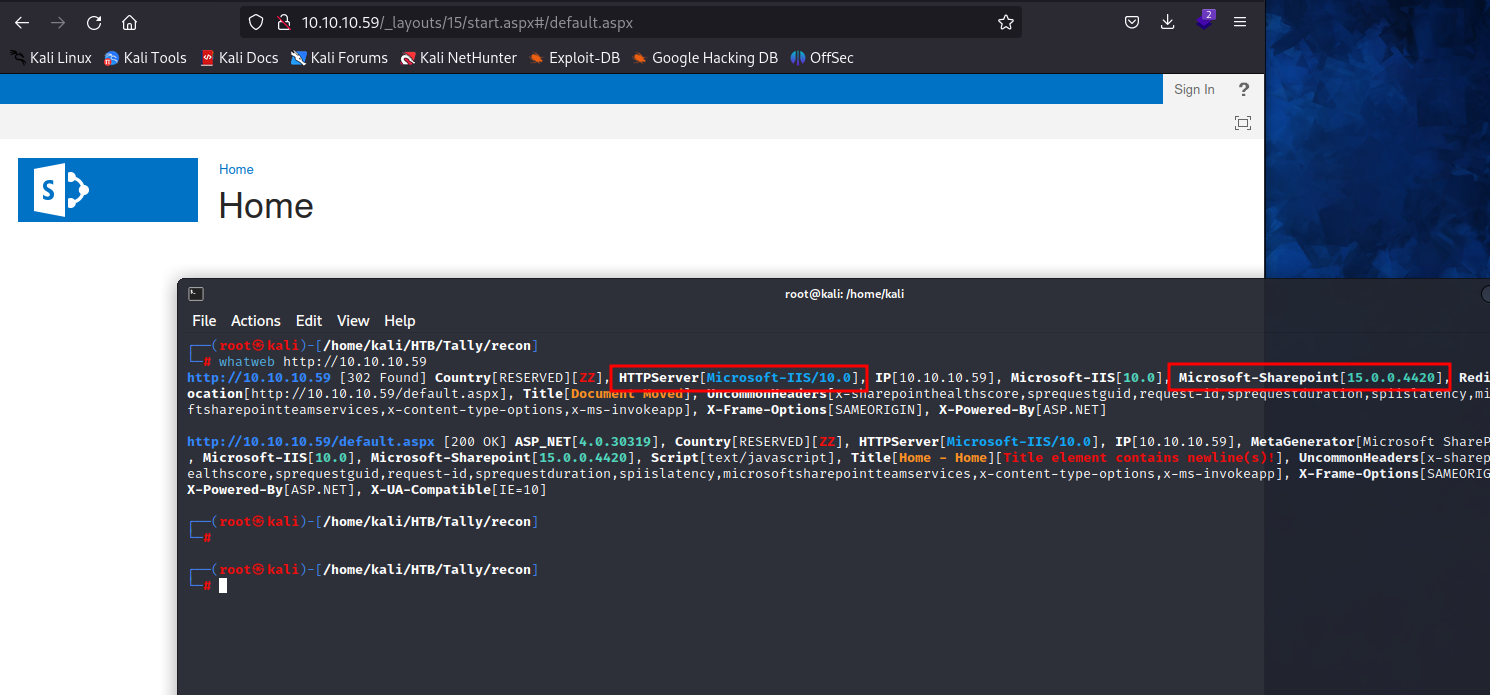 10.10.10.59/_layouts/15/start.aspx#/default.aspx
2
Kali Linux Kali Tools Kali Docs Kali Forums Kali NetHunter Exploit-DB Google Hacking DB OffSec
Sign In ?
S
Home
Home
root@kali: /home/kali
File Actions Edit View Help
┌──(root㉿kali)-[/home/kali/HTB/Tally/recon]
└─# whatweb http://10.10.10.59
http://10.10.10.59 [302 Found] Country[RESERVED][ZZ], HTTPServer[Microsoft-IIS/10.0], IP[10.10.10.59], Microsoft-IIS[10.0], Microsoft-Sharepoint[15.0.0.4420], Redi
ocation[http://10.10.10.59/default.aspx], Title[Document Moved], UncommonHeaders[x-sharepointhealthscore,sprequestguid,request-id,sprequestduration,spiislatency,mi
ftsharepointteamservices,x-content-type-options,x-ms-invokeapp], X-Frame-Options[SAMEORIGIN], X-Powered-By[ASP.NET]
http://10.10.10.59/default.aspx [200 OK] ASP_NET[4.0.30319], Country[RESERVED][ZZ], HTTPServer[Microsoft-IIS/10.0], IP[10.10.10.59], MetaGenerator[Microsoft ShareP
, Microsoft-IIS[10.0], Microsoft-Sharepoint[15.0.0.4420], Script[text/javascript], Title[Home - Home][Title element contains newline(s)!], UncommonHeaders[x-sharep
ealthscore,sprequestguid,request-id,sprequestduration,spiislatency,microsoftsharepointteamservices,x-content-type-options,x-ms-invokeapp], X-Frame-Options[SAMEORIG
X-Powered-By[ASP.NET], X-UA-Compatible[IE=10]
┌──(root㉿kali)-[/home/kali/HTB/Tally/recon]
└─#
┌──(root㉿kali)-[/home/kali/HTB/Tally/recon]
└─#